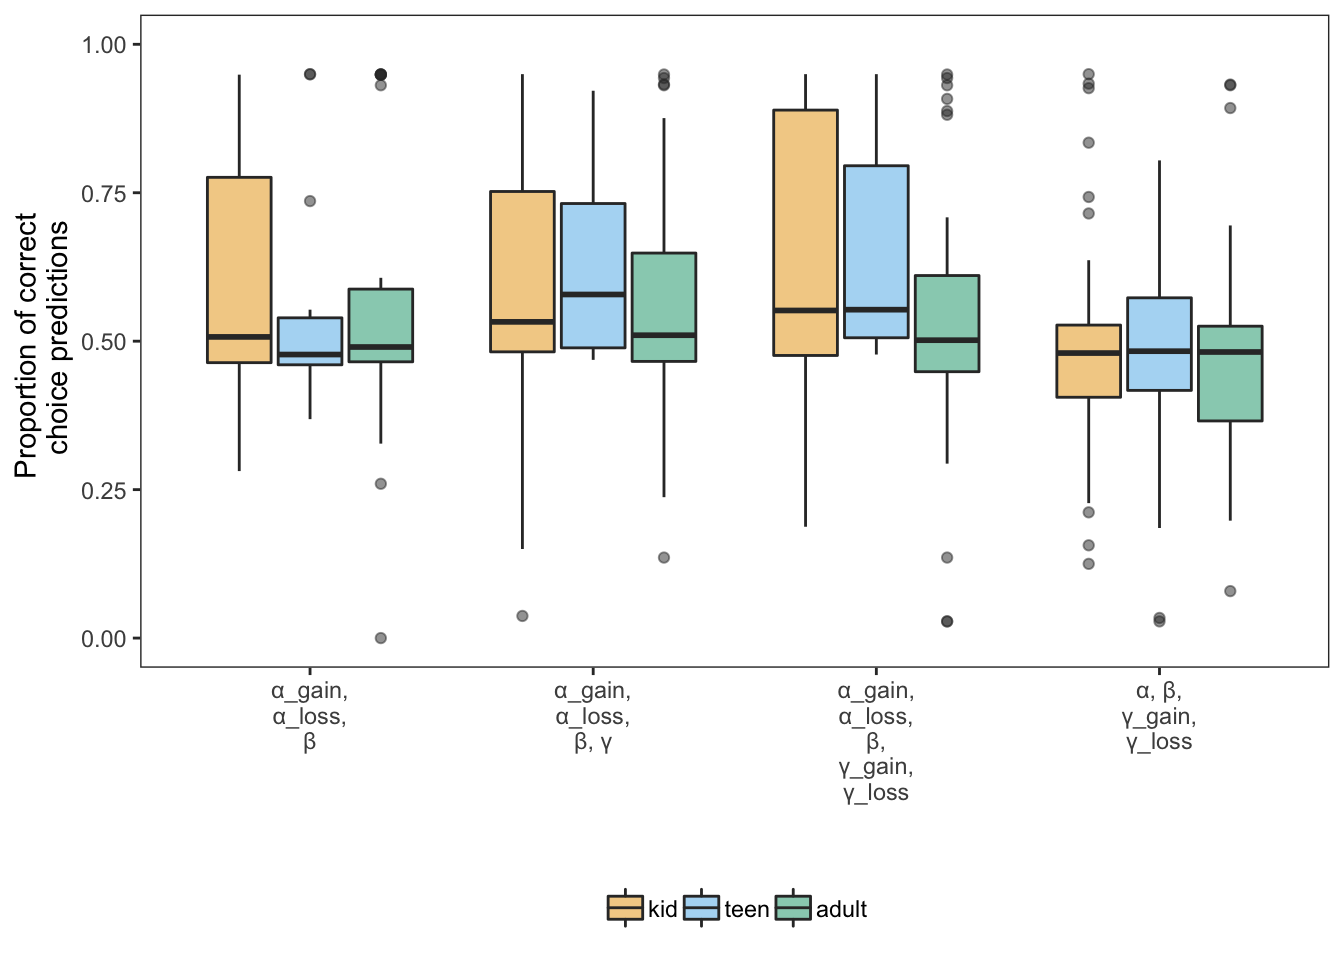 Proportion of correct
choice predictions
1.00
0.75
0.50
0.25
0.00
α_gain,
α_loss,
β
α_gain,
α_loss,
β, γ
α_gain,
α_loss,
β,
γ_gain,
γ_loss
α, β,
γ_gain,
γ_loss
kid teen adult